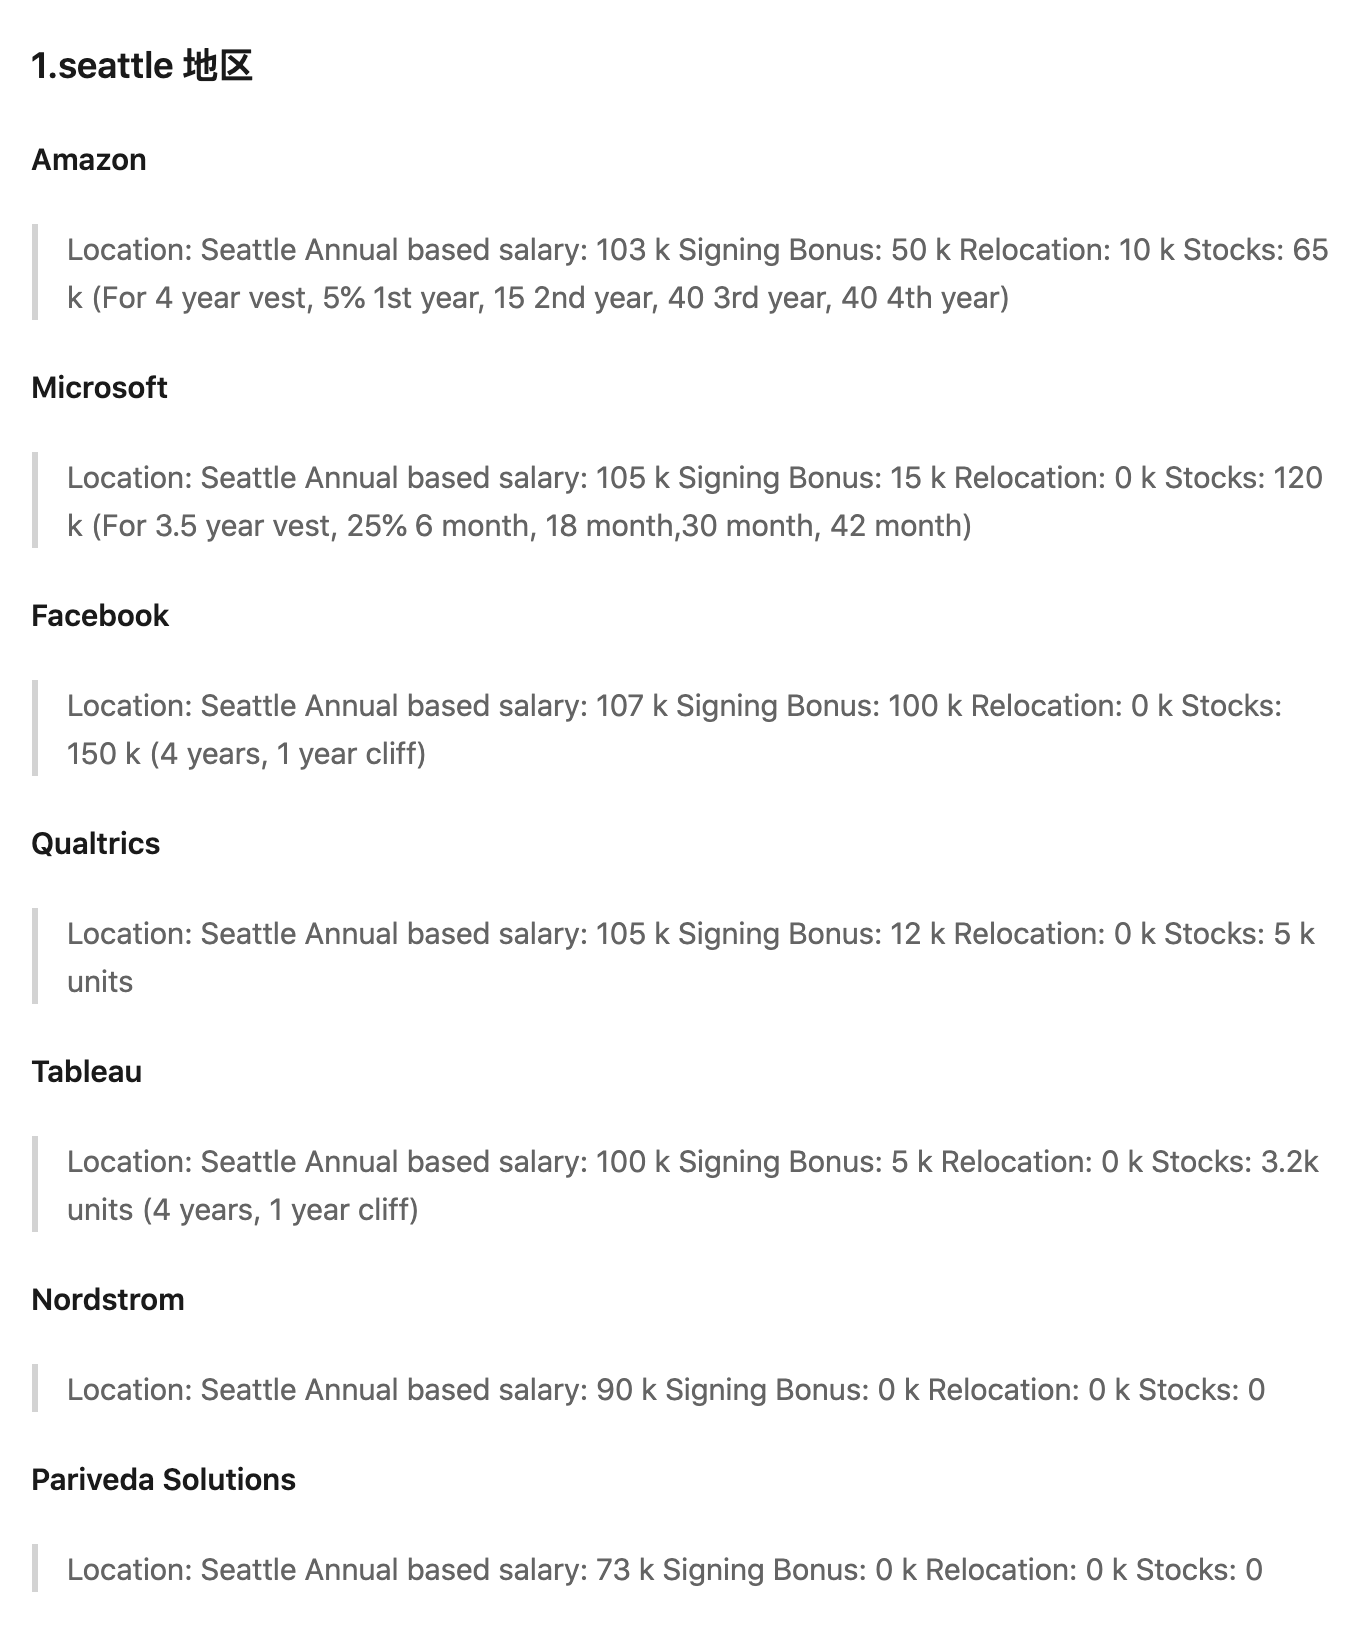 1.seattle 地区
Amazon
Location: Seattle Annual based salary: 103 k Signing Bonus: 50 k Relocation: 10 k Stocks: 65
k (For 4 year vest, 5% 1st year, 15 2nd year, 40 3rd year, 40 4th year)
Microsoft
Location: Seattle Annual based salary: 105 k Signing Bonus: 15 k Relocation: 0 k Stocks: 120
k (For 3.5 year vest, 25% 6 month, 18 month,30 month, 42 month)
Facebook
Location: Seattle Annual based salary: 107 k Signing Bonus: 100 k Relocation: 0 k Stocks:
150 k (4 years, 1 year cliff)
Qualtrics
Location: Seattle Annual based salary: 105 k Signing Bonus: 12 k Relocation: 0 k Stocks: 5 k
units
Tableau
Location: Seattle Annual based salary: 100 k Signing Bonus: 5 k Relocation: 0 k Stocks: 3.2k
units (4 years, 1 year cliff)
Nordstrom
Location: Seattle Annual based salary: 90 k Signing Bonus: 0 k Relocation: 0 k Stocks: 0
Pariveda Solutions
Location: Seattle Annual based salary: 73 k Signing Bonus: 0 k Relocation: 0 k Stocks: 0